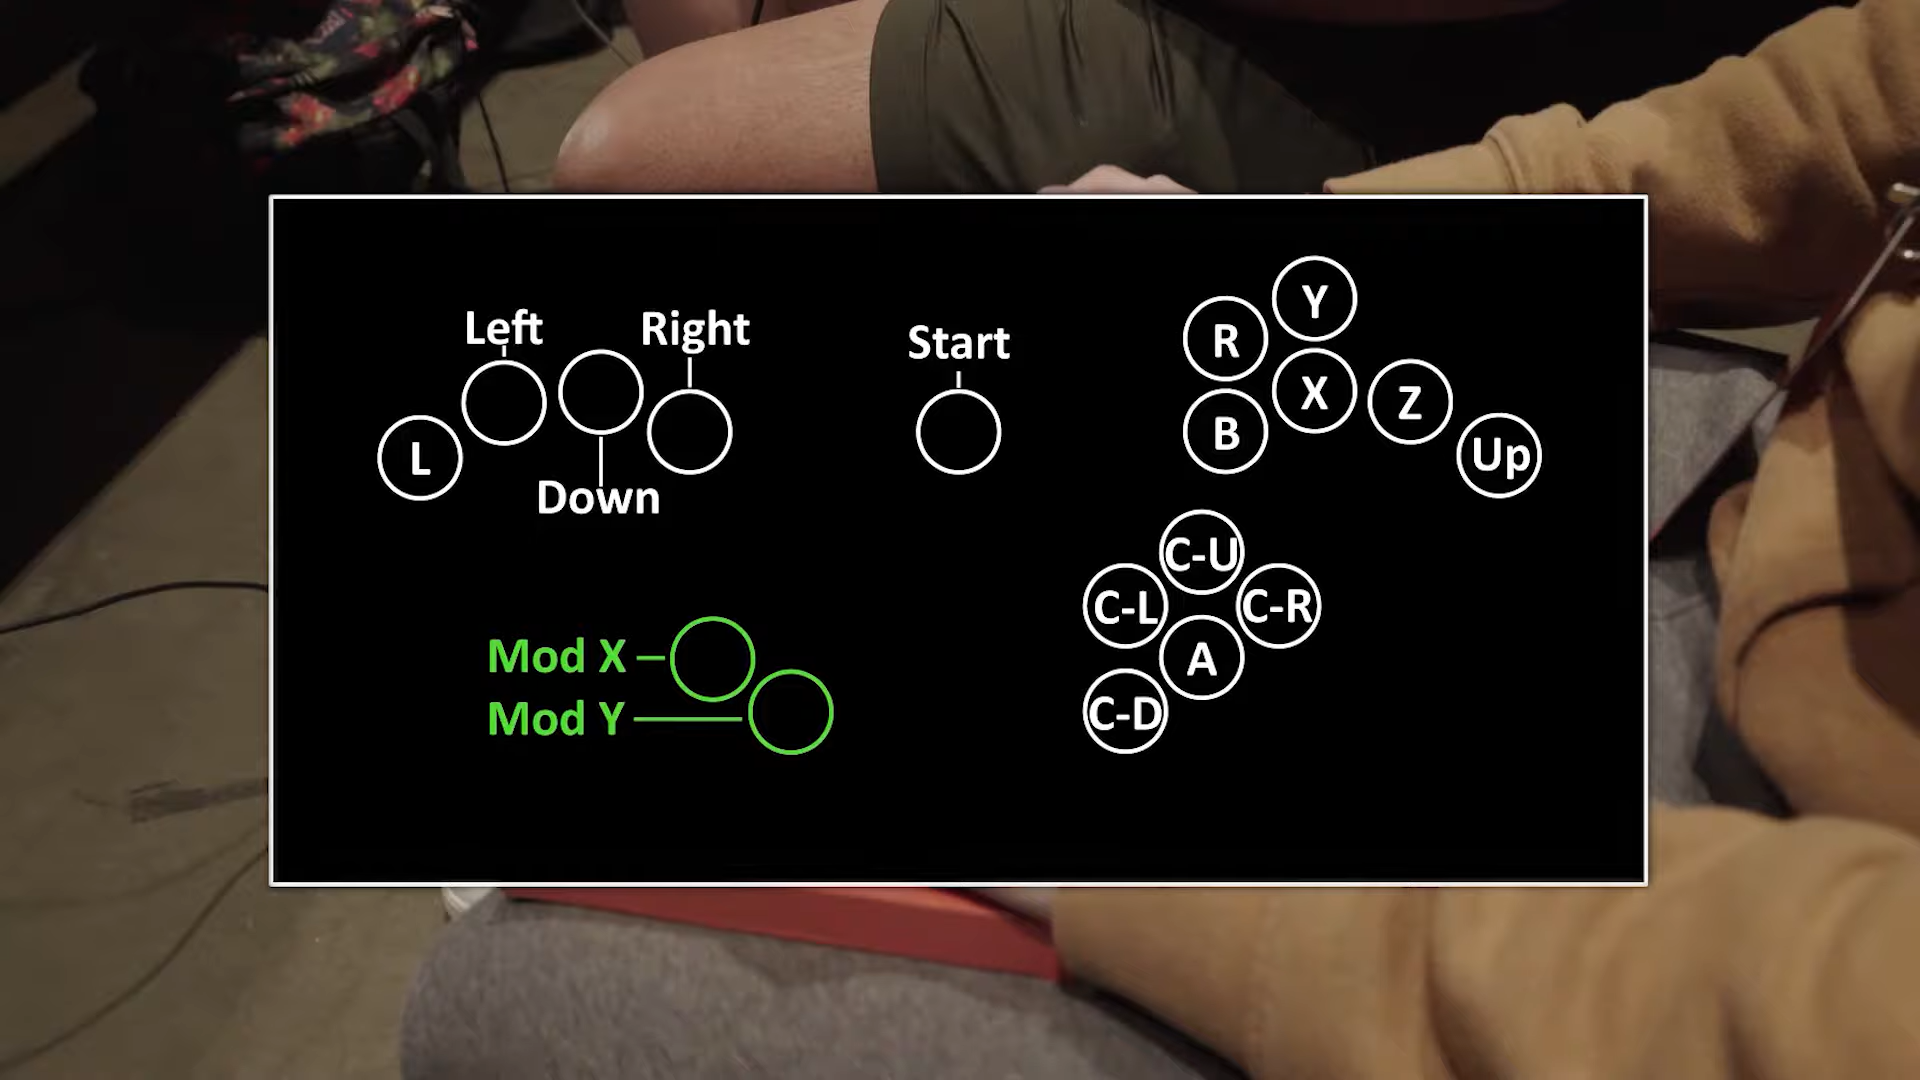 Left
Right
Down
L
Start
R
Y
B
X
Z
Up
C-U
C-L
C-R
A
C-D
Mod X
Mod Y